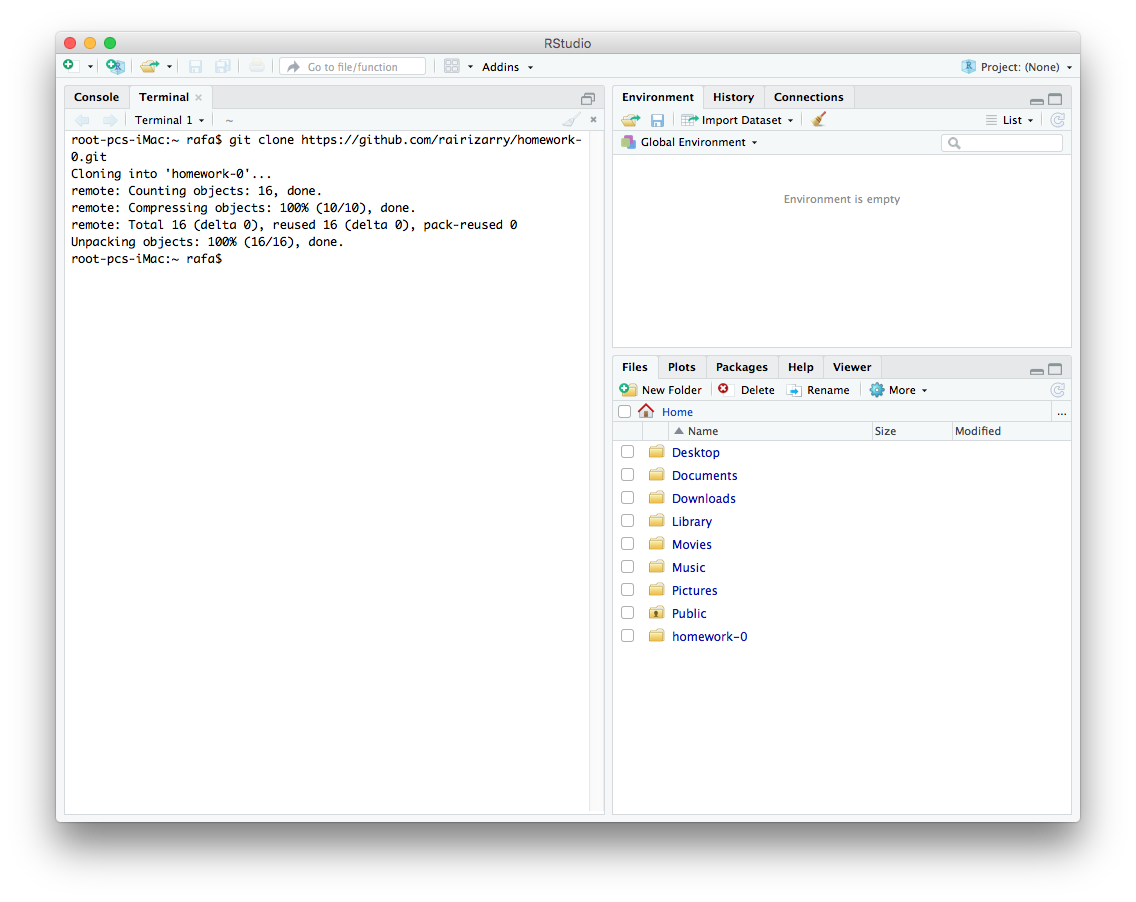 RStudio
Go to file/function
Addins
Project: (None)
Console
Terminal
Terminal 1
~
root-pcs-iMac:~ rafa$ git clone https://github.com/rairizarry/homework-
0.git
Cloning into 'homework-0'...
remote: Counting objects: 16, done.
remote: Compressing objects: 100% (10/10), done.
remote: Total 16 (delta 0), reused 16 (delta 0), pack-reused 0
Unpacking objects: 100% (16/16), done.
root-pcs-iMac:~ rafa$
Environment History Connections
Import Dataset List
Global Environment
Environment is empty
Files Plots Packages Help Viewer
New Folder Delete Rename More
Home ...
Name Size Modified
Desktop
Documents
Downloads
Library
Movies
Music
Pictures
Public
homework-0